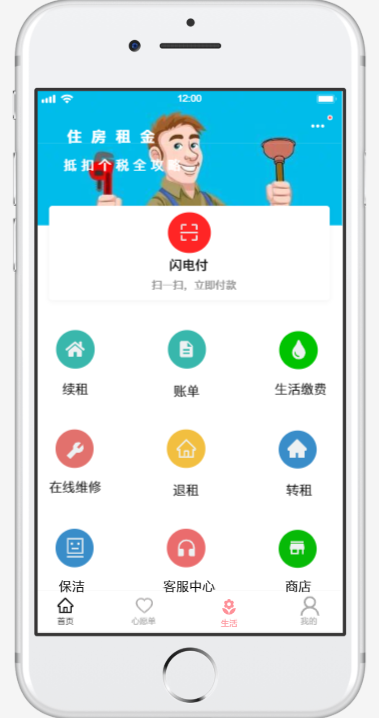 12:00
住房租金
抵扣个税全攻略
闪电付
扫一扫，立即付款
续租 账单 生活缴费
在线维修 退租 转租
保洁 客服中心 商店
首页 心愿单 生活 我的